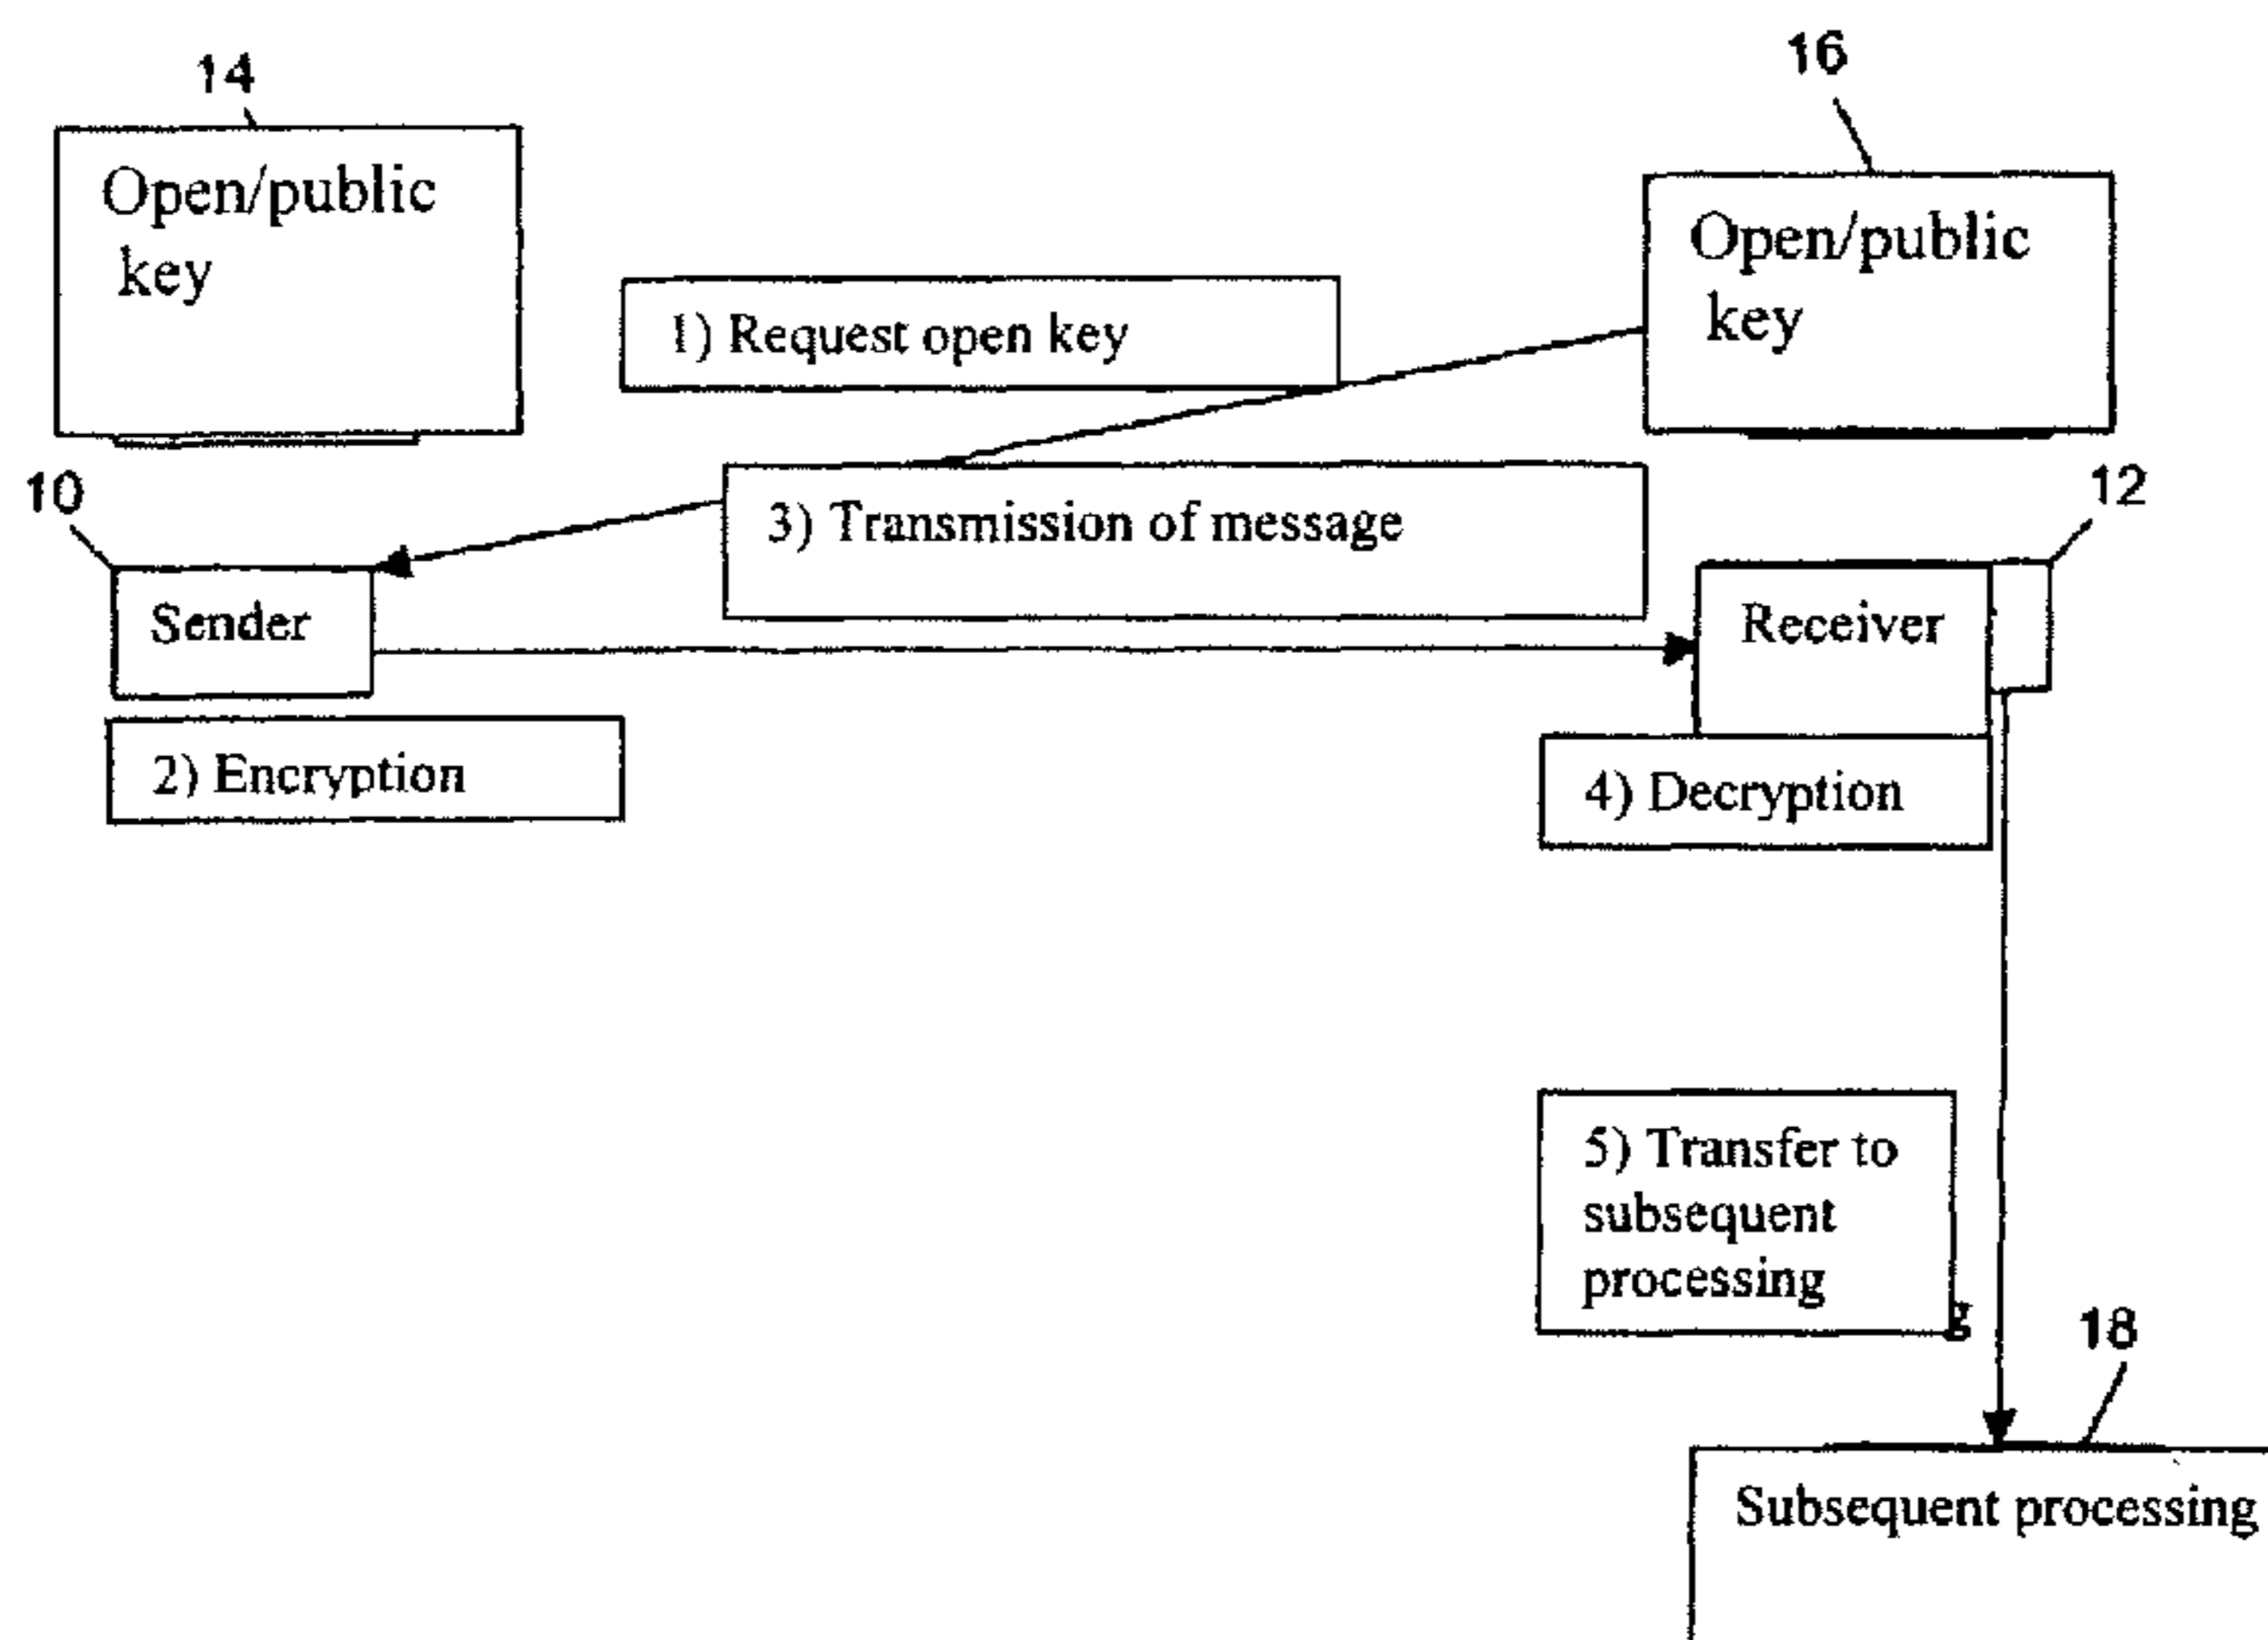 14
16
Open/public
key
Open/public
key
1) Request open key
10
12
3) Transmission of message
Sender
Receiver
2) Encryption
4) Decryption
5) Transfer to
subsequent
processing
g
18
Subsequent processing